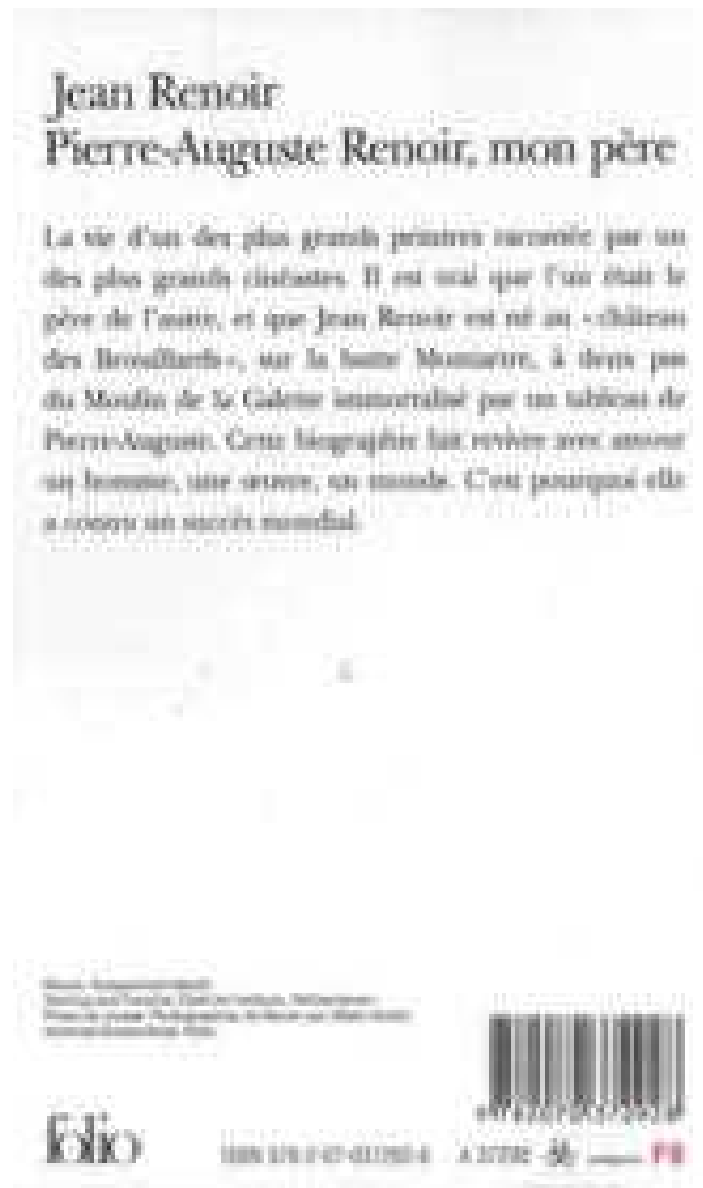 Jean Renoir
Pierre-Auguste Renoir, mon père
La vie d'un des plus grands peintres racontée par un
des plus grands cinéastes. Il est vrai que l'un était le
père de l'autre, et que Jean Renoir est né au «château
des Brouillards», sur la butte Montmartre, à deux pas
du Moulin de la Galette immortalisé par un tableau de
Pierre-Auguste. Cette biographie fait revivre avec amour
un homme, une œuvre, un monde. C'est pourquoi elle
a connu un succès mondial.
folio
ISBN